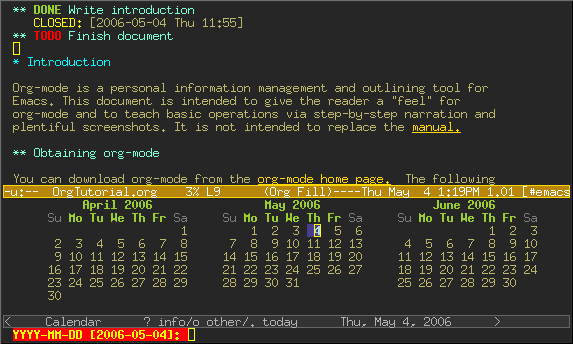 ** DONE Write introduction
CLOSED: [2006-05-04 Thu 11:55]
** TODO Finish document
* Introduction
Org-mode is a personal information management and outlining tool for
Emacs. This document is intended to give the reader a "feel" for
org-mode and to teach basic operations via step-by-step narration and
plentiful screenshots. It is not intended to replace the manual.
** Obtaining org-mode
You can download org-mode from the org-mode home page.  The following
-u:--  OrgTutorial.org    3% L9      (Org Fill)----Thu May  4 1:19PM 1.01 [#emacs
April 2006 May 2006 June 2006
Su Mo Tu We Th Fr Sa Su Mo Tu We Th Fr Sa Su Mo Tu We Th Fr Sa
1 1 2 3 4 5 6 1 2 3
2 3 4 5 6 7 8 7 8 9 10 11 12 13 4 5 6 7 8 9 10
9 10 11 12 13 14 15 14 15 16 17 18 19 20 11 12 13 14 15 16 17
16 17 18 19 20 21 22 21 22 23 24 25 26 27 18 19 20 21 22 23 24
23 24 25 26 27 28 29 28 29 30 31 25 26 27 28 29 30
30
< Calendar ? info/o other/. today Thu, May 4, 2006 >
YYYY-MM-DD [2006-05-04]: